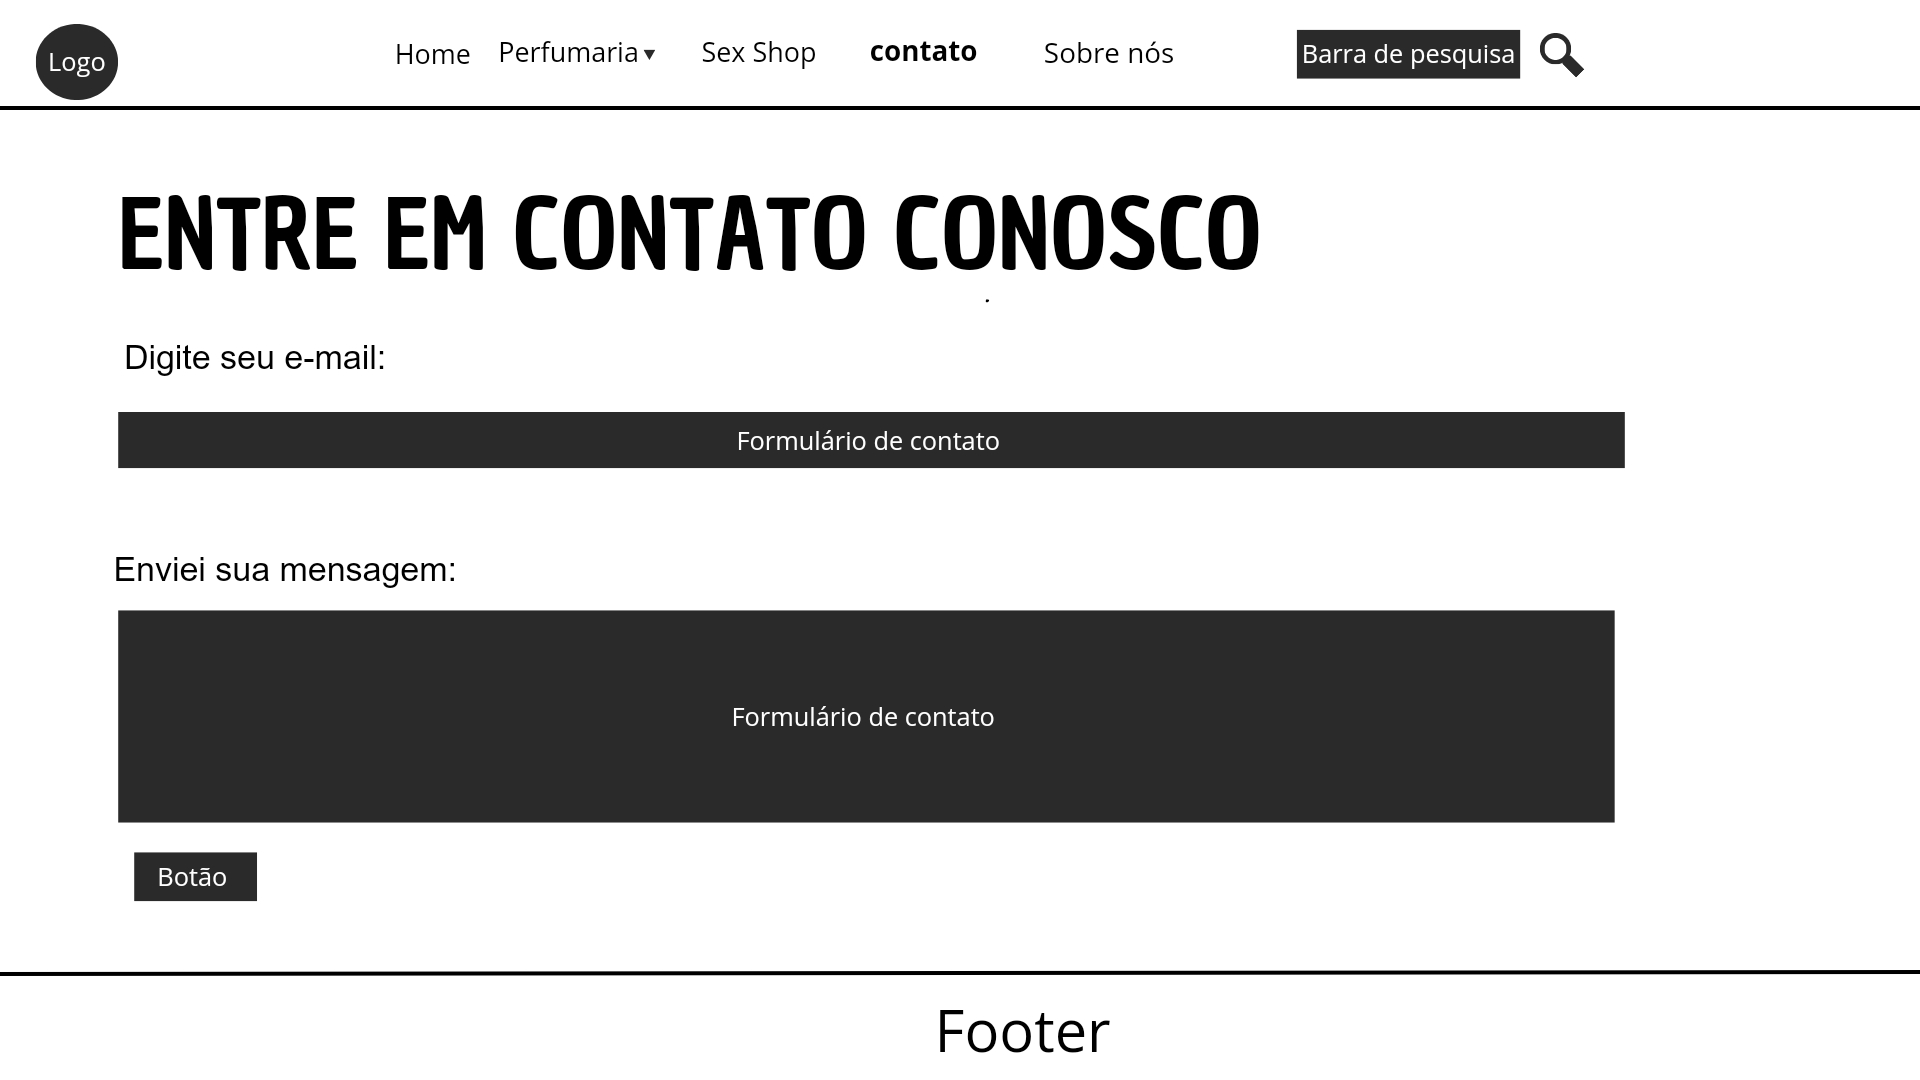 Logo
Home Perfumaria▼ Sex Shop contato Sobre nós Barra de pesquisa
ENTRE EM CONTATO CONOSCO
.
Digite seu e-mail:
Formulário de contato
Enviei sua mensagem:
Formulário de contato
Botão
Footer